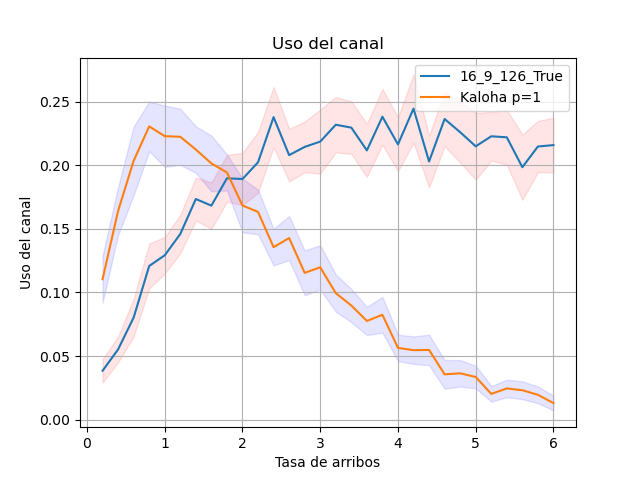 Uso del canal
16_9_126_True
Kaloha p=1
Uso del canal
0.25
0.20
0.15
0.10
0.05
0.00
0 1 2 3 4 5 6
Tasa de arribos